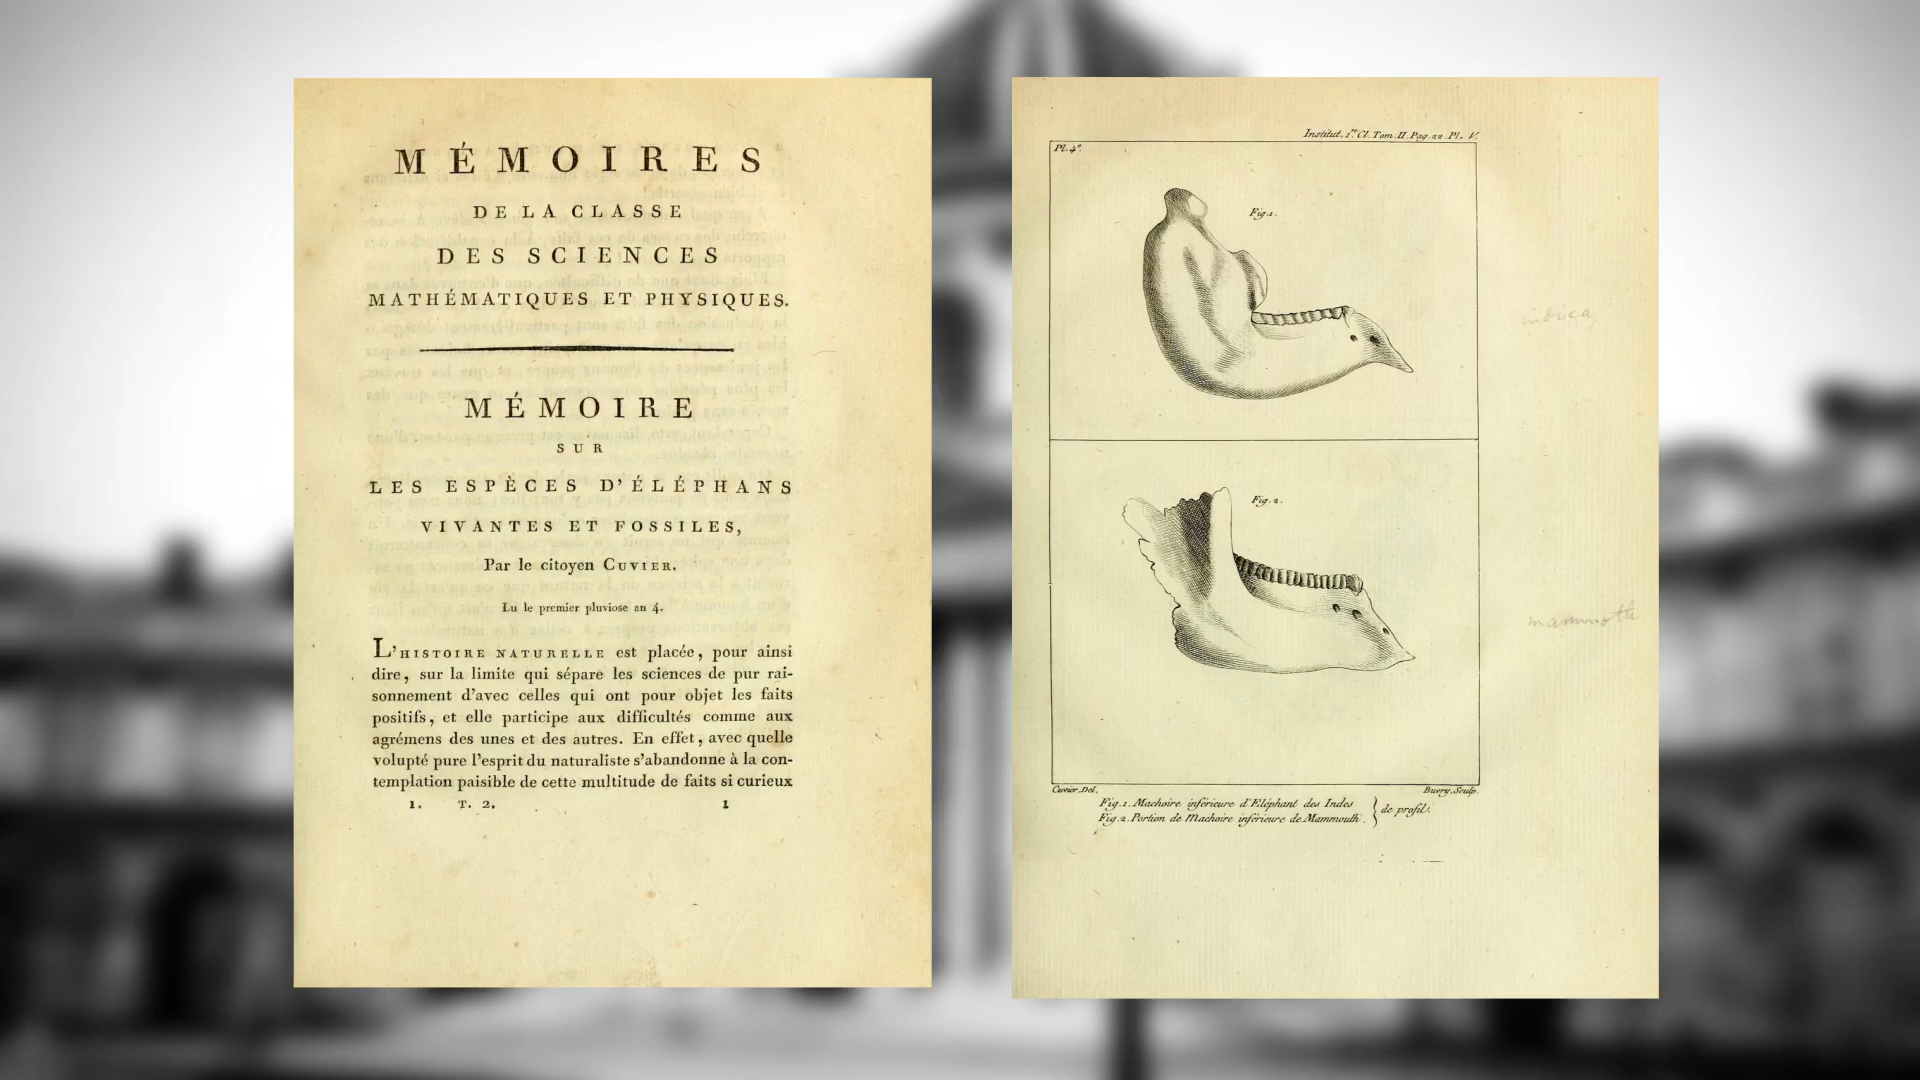 MÉMOIRES
DE LA CLASSE
DES SCIENCES
MATHÉMATIQUES ET PHYSIQUES.
MÉMOIRE
SUR
LES ESPÈCES D'ÉLÉPHANS
VIVANTES ET FOSSILES,
Par le citoyen CUVIER.
Lu le premier pluviose an 4.
L'HISTOIRE NATURELLE est placée, pour ainsi
dire, sur la limite qui sépare les sciences de pur rai-
sonnement d'avec celles qui ont pour objet les faits
positifs, et elle participe aux difficultés comme aux
agrémens des unes et des autres. En effet, avec quelle
volupté pure l'esprit du naturaliste s'abandonne à la con-
templation paisible de cette multitude de faits si curieux
1. T. 2. 1
Institut, 1re Cl. Tom. II. Pag. 22. Pl. V.
Pl. 4e.
Fig. 1.
indica
Fig. 2.
mammoth
Cuvier, Del. Buvry, Sculp.
Fig. 1. Machoire inférieure d'Eléphant des Indes
Fig. 2. Portion de Machoire inférieure de Mammouth. } de profil.